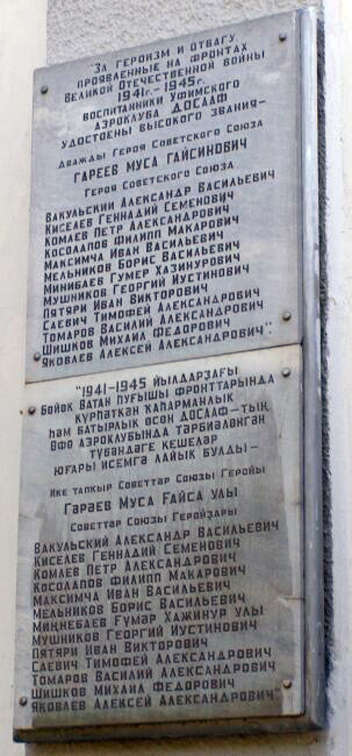 "За героизм и отвагу
проявленные на фронтах
Великой Отечественной войны
1941г.-1945г.
воспитанники Уфимского
аэроклуба ДОСААФ
удостоены высокого звания-
дважды Героя Советского Союза
Гареев Муса Гайсинович
Героя Советского Союза
Вакульский Александр Васильевич
Киселев Геннадий Семенович
Комлев Петр Александрович
Косолапов Филипп Макарович
Максимча Иван Васильевич
Мельников Борис Васильевич
Минибаев Гумер Хазинурович
Мушников Георгий Иустинович
Пятяри Иван Викторович
Слевич Тимофей Александрович
Томаров Василий Александрович
Шишков Михаил Федорович
Яковлев Алексей Александрович".
"1941-1945 йылдарҙағы
Бөйөк Ватан һуғышы фронттарында
күрһәткән ҡаһарманлыҡ
һәм батырлыҡ өсөн ДОСААФ-тың
Өфө аэроклубында тәрбиәләнгән
түбәндәге кешеләр
юғары исемгә лайыҡ булды-
Ике тапҡыр Советтар Союзы Геройы
Гәрәев Муса Ғайса улы
Советтар Союзы Геройҙары
Вакульский Александр Васильевич
Киселев Геннадий Семенович
Комлев Петр Александрович
Косолапов Филипп Макарович
Максимча Иван Васильевич
Мельников Борис Васильевич
Миңнебаев Ғүмәр Хажинур улы
Мушников Георгий Иустинович
Пятяри Иван Викторович
Слевич Тимофей Александрович
Томаров Василий Александрович
Шишков Михаил Федорович
Яковлев Алексей Александрович"